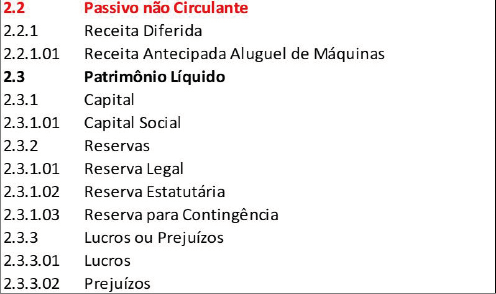 2.2 Passivo não Circulante
2.2.1 Receita Diferida
2.2.1.01 Receita Antecipada Aluguel de Máquinas
2.3 Patrimônio Líquido
2.3.1 Capital
2.3.1.01 Capital Social
2.3.2 Reservas
2.3.1.01 Reserva Legal
2.3.1.02 Reserva Estatutária
2.3.1.03 Reserva para Contingência
2.3.3 Lucros ou Prejuízos
2.3.3.01 Lucros
2.3.3.02 Prejuízos